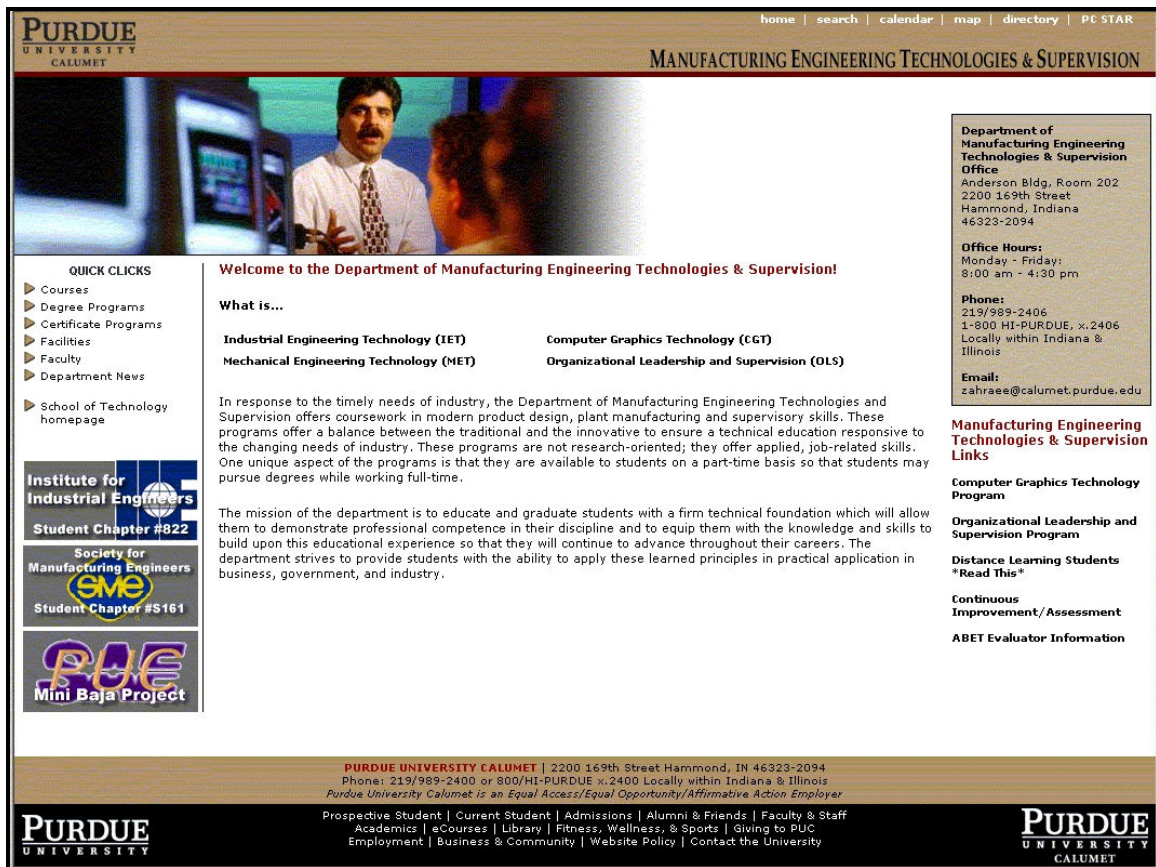 PURDUE
UNIVERSITY
CALUMET
home | search | calendar | map | directory | PC STAR
MANUFACTURING ENGINEERING TECHNOLOGIES & SUPERVISION
QUICK CLICKS
Courses
Degree Programs
Certificate Programs
Facilities
Faculty
Department News
School of Technology
homepage
Institute for
Industrial Engineers
Student Chapter #822
Society for
Manufacturing Engineers
SME
Student Chapter #S161
PUC
Mini Baja Project
Welcome to the Department of Manufacturing Engineering Technologies & Supervision!
What is...
Industrial Engineering Technology (IET)
Computer Graphics Technology (CGT)
Mechanical Engineering Technology (MET)
Organizational Leadership and Supervision (OLS)
In response to the timely needs of industry, the Department of Manufacturing Engineering Technologies and
Supervision offers coursework in modern product design, plant manufacturing and supervisory skills. These
programs offer a balance between the traditional and the innovative to ensure a technical education responsive to
the changing needs of industry. These programs are not research-oriented; they offer applied, job-related skills.
One unique aspect of the programs is that they are available to students on a part-time basis so that students may
pursue degrees while working full-time.
The mission of the department is to educate and graduate students with a firm technical foundation which will allow
them to demonstrate professional competence in their discipline and to equip them with the knowledge and skills to
build upon this educational experience so that they will continue to advance throughout their careers. The
department strives to provide students with the ability to apply these learned principles in practical application in
business, government, and industry.
Department of
Manufacturing Engineering
Technologies & Supervision
Office
Anderson Bldg, Room 202
2200 169th Street
Hammond, Indiana
46323-2094
Office Hours:
Monday - Friday:
8:00 am - 4:30 pm
Phone:
219/989-2406
1-800 HI-PURDUE, x.2406
Locally within Indiana &
Illinois
Email:
zahraee@calumet.purdue.edu
Manufacturing Engineering
Technologies & Supervision
Links
Computer Graphics Technology
Program
Organizational Leadership and
Supervision Program
Distance Learning Students
*Read This*
Continuous
Improvement/Assessment
ABET Evaluator Information
PURDUE UNIVERSITY CALUMET | 2200 169th Street Hammond, IN 46323-2094
Phone: 219/989-2400 or 800/HI-PURDUE x.2400 Locally within Indiana & Illinois
Purdue University Calumet is an Equal Access/Equal Opportunity/Affirmative Action Employer
PURDUE
UNIVERSITY
Prospective Student | Current Student | Admissions | Alumni & Friends | Faculty & Staff
Academics | eCourses | Library | Fitness, Wellness, & Sports | Giving to PUC
Employment | Business & Community | Website Policy | Contact the University
PURDUE
UNIVERSITY
CALUMET